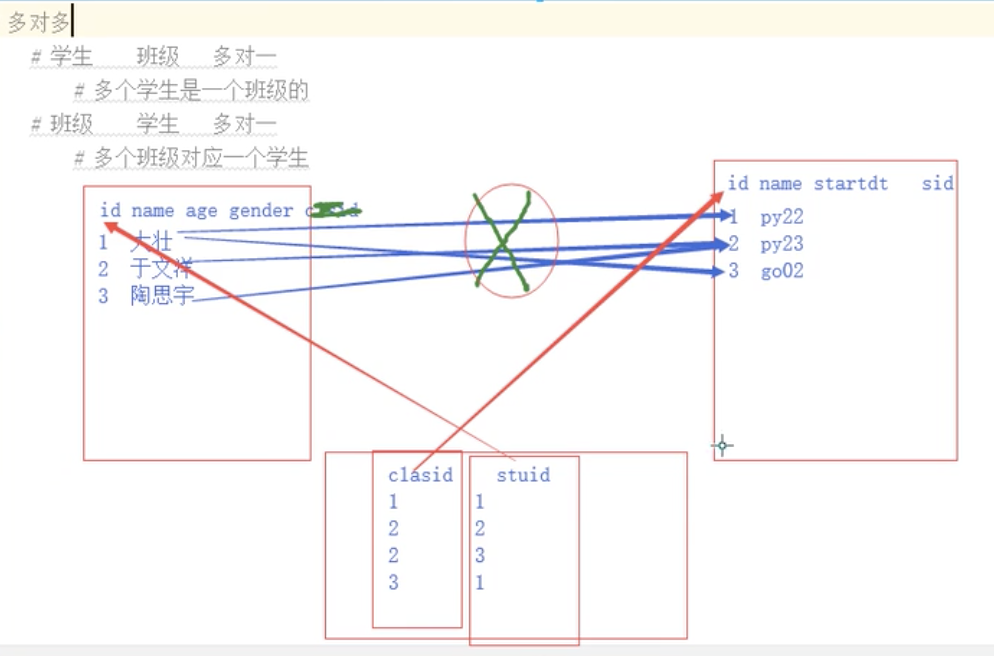 多对多
# 学生 班级 多对一
# 多个学生是一个班级的
# 班级 学生 多对一
# 多个班级对应一个学生
id name age gender
1 大壮
2 于文洋
3 陶思宇
id name startdt sid
1 py22
2 py23
3 go02
clasid stuid
1 1
2 2
2 3
3 1